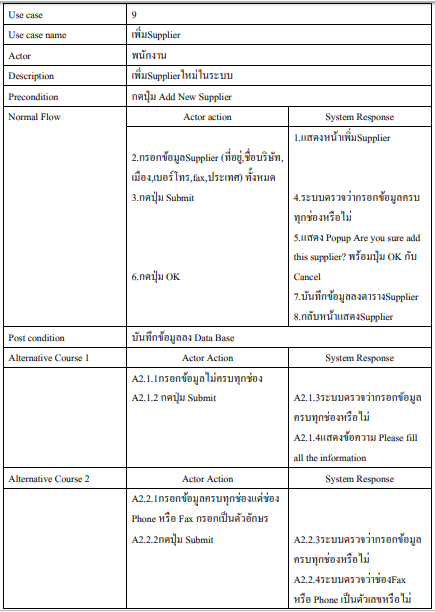 Use case 9
Use case name เพิ่มSupplier
Actor พนักงาน
Description เพิ่มSupplierใหม่ในระบบ
Precondition กดปุ่ม Add New Supplier
Normal Flow Actor action System Response
1.แสดงหน้าเพิ่มSupplier
2.กรอกข้อมูลSupplier (ที่อยู่,ชื่อบริษัท,
เมือง,เบอร์โทร,fax,ประเทศ) ทั้งหมด
3.กดปุ่ม Submit
4.ระบบตรวจว่ากรอกข้อมูลครบ
ทุกช่องหรือไม่
5.แสดง Popup Are you sure add
this supplier? พร้อมปุ่ม OK กับ
Cancel
6.กดปุ่ม OK
7.บันทึกข้อมูลลงตารางSupplier
8.กลับหน้าแสดงSupplier
Post condition บันทึกข้อมูลลง Data Base
Alternative Course 1 Actor Action System Response
A2.1.1กรอกข้อมูลไม่ครบทุกช่อง
A2.1.2 กดปุ่ม Submit
A2.1.3ระบบตรวจว่ากรอกข้อมูล
ครบทุกช่องหรือไม่
A2.1.4แสดงข้อความ Please fill
all the information
Alternative Course 2 Actor Action System Response
A2.2.1กรอกข้อมูลครบทุกช่องแต่ช่อง
Phone หรือ Fax กรอกเป็นตัวอักษร
A2.2.2กดปุ่ม Submit
A2.2.3ระบบตรวจว่ากรอกข้อมูล
ครบทุกช่องหรือไม่
A2.2.4ระบบตรวจว่าช่องFax
หรือ Phone เป็นตัวเลขหรือไม่